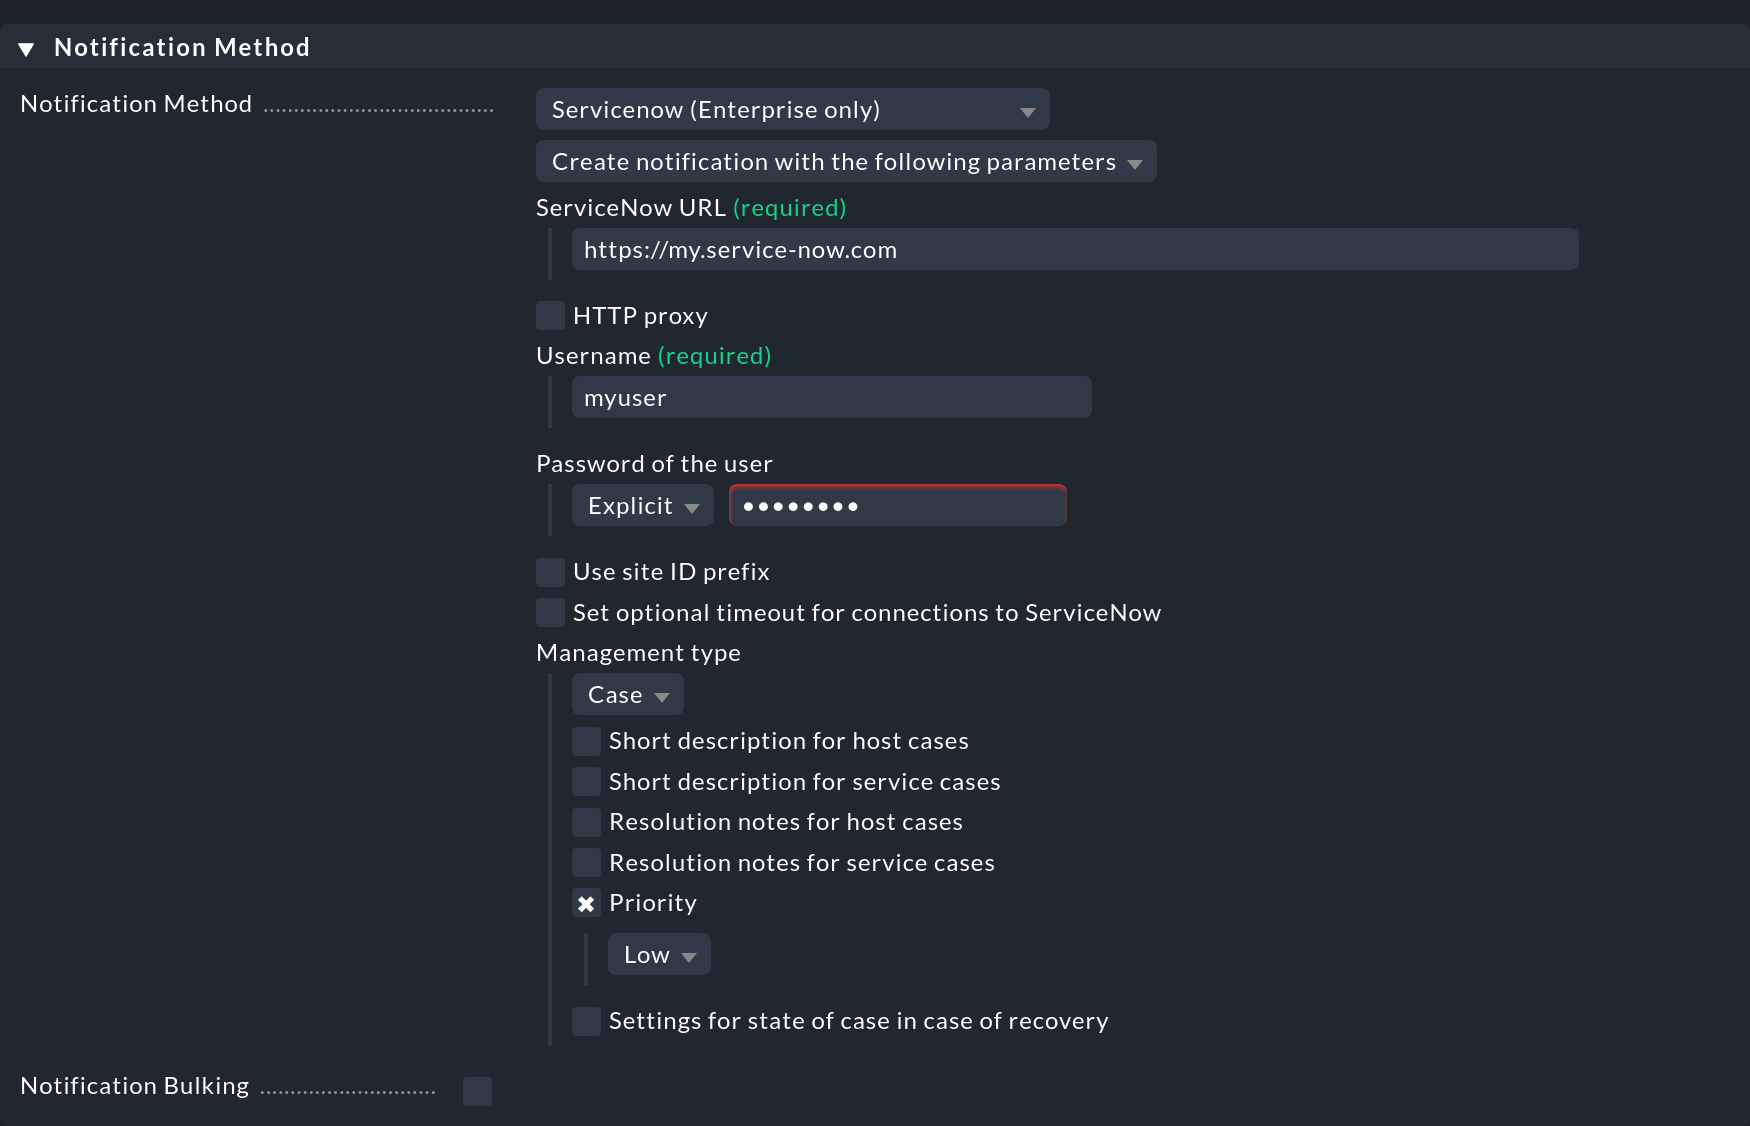 Notification Method
Notification Method
Servicenow (Enterprise only)
Create notification with the following parameters
ServiceNow URL (required)
https://my.service-now.com
HTTP proxy
Username (required)
myuser
Password of the user
Explicit ••••••••
Use site ID prefix
Set optional timeout for connections to ServiceNow
Management type
Case
Short description for host cases
Short description for service cases
Resolution notes for host cases
Resolution notes for service cases
Priority
Low
Settings for state of case in case of recovery
Notification Bulking